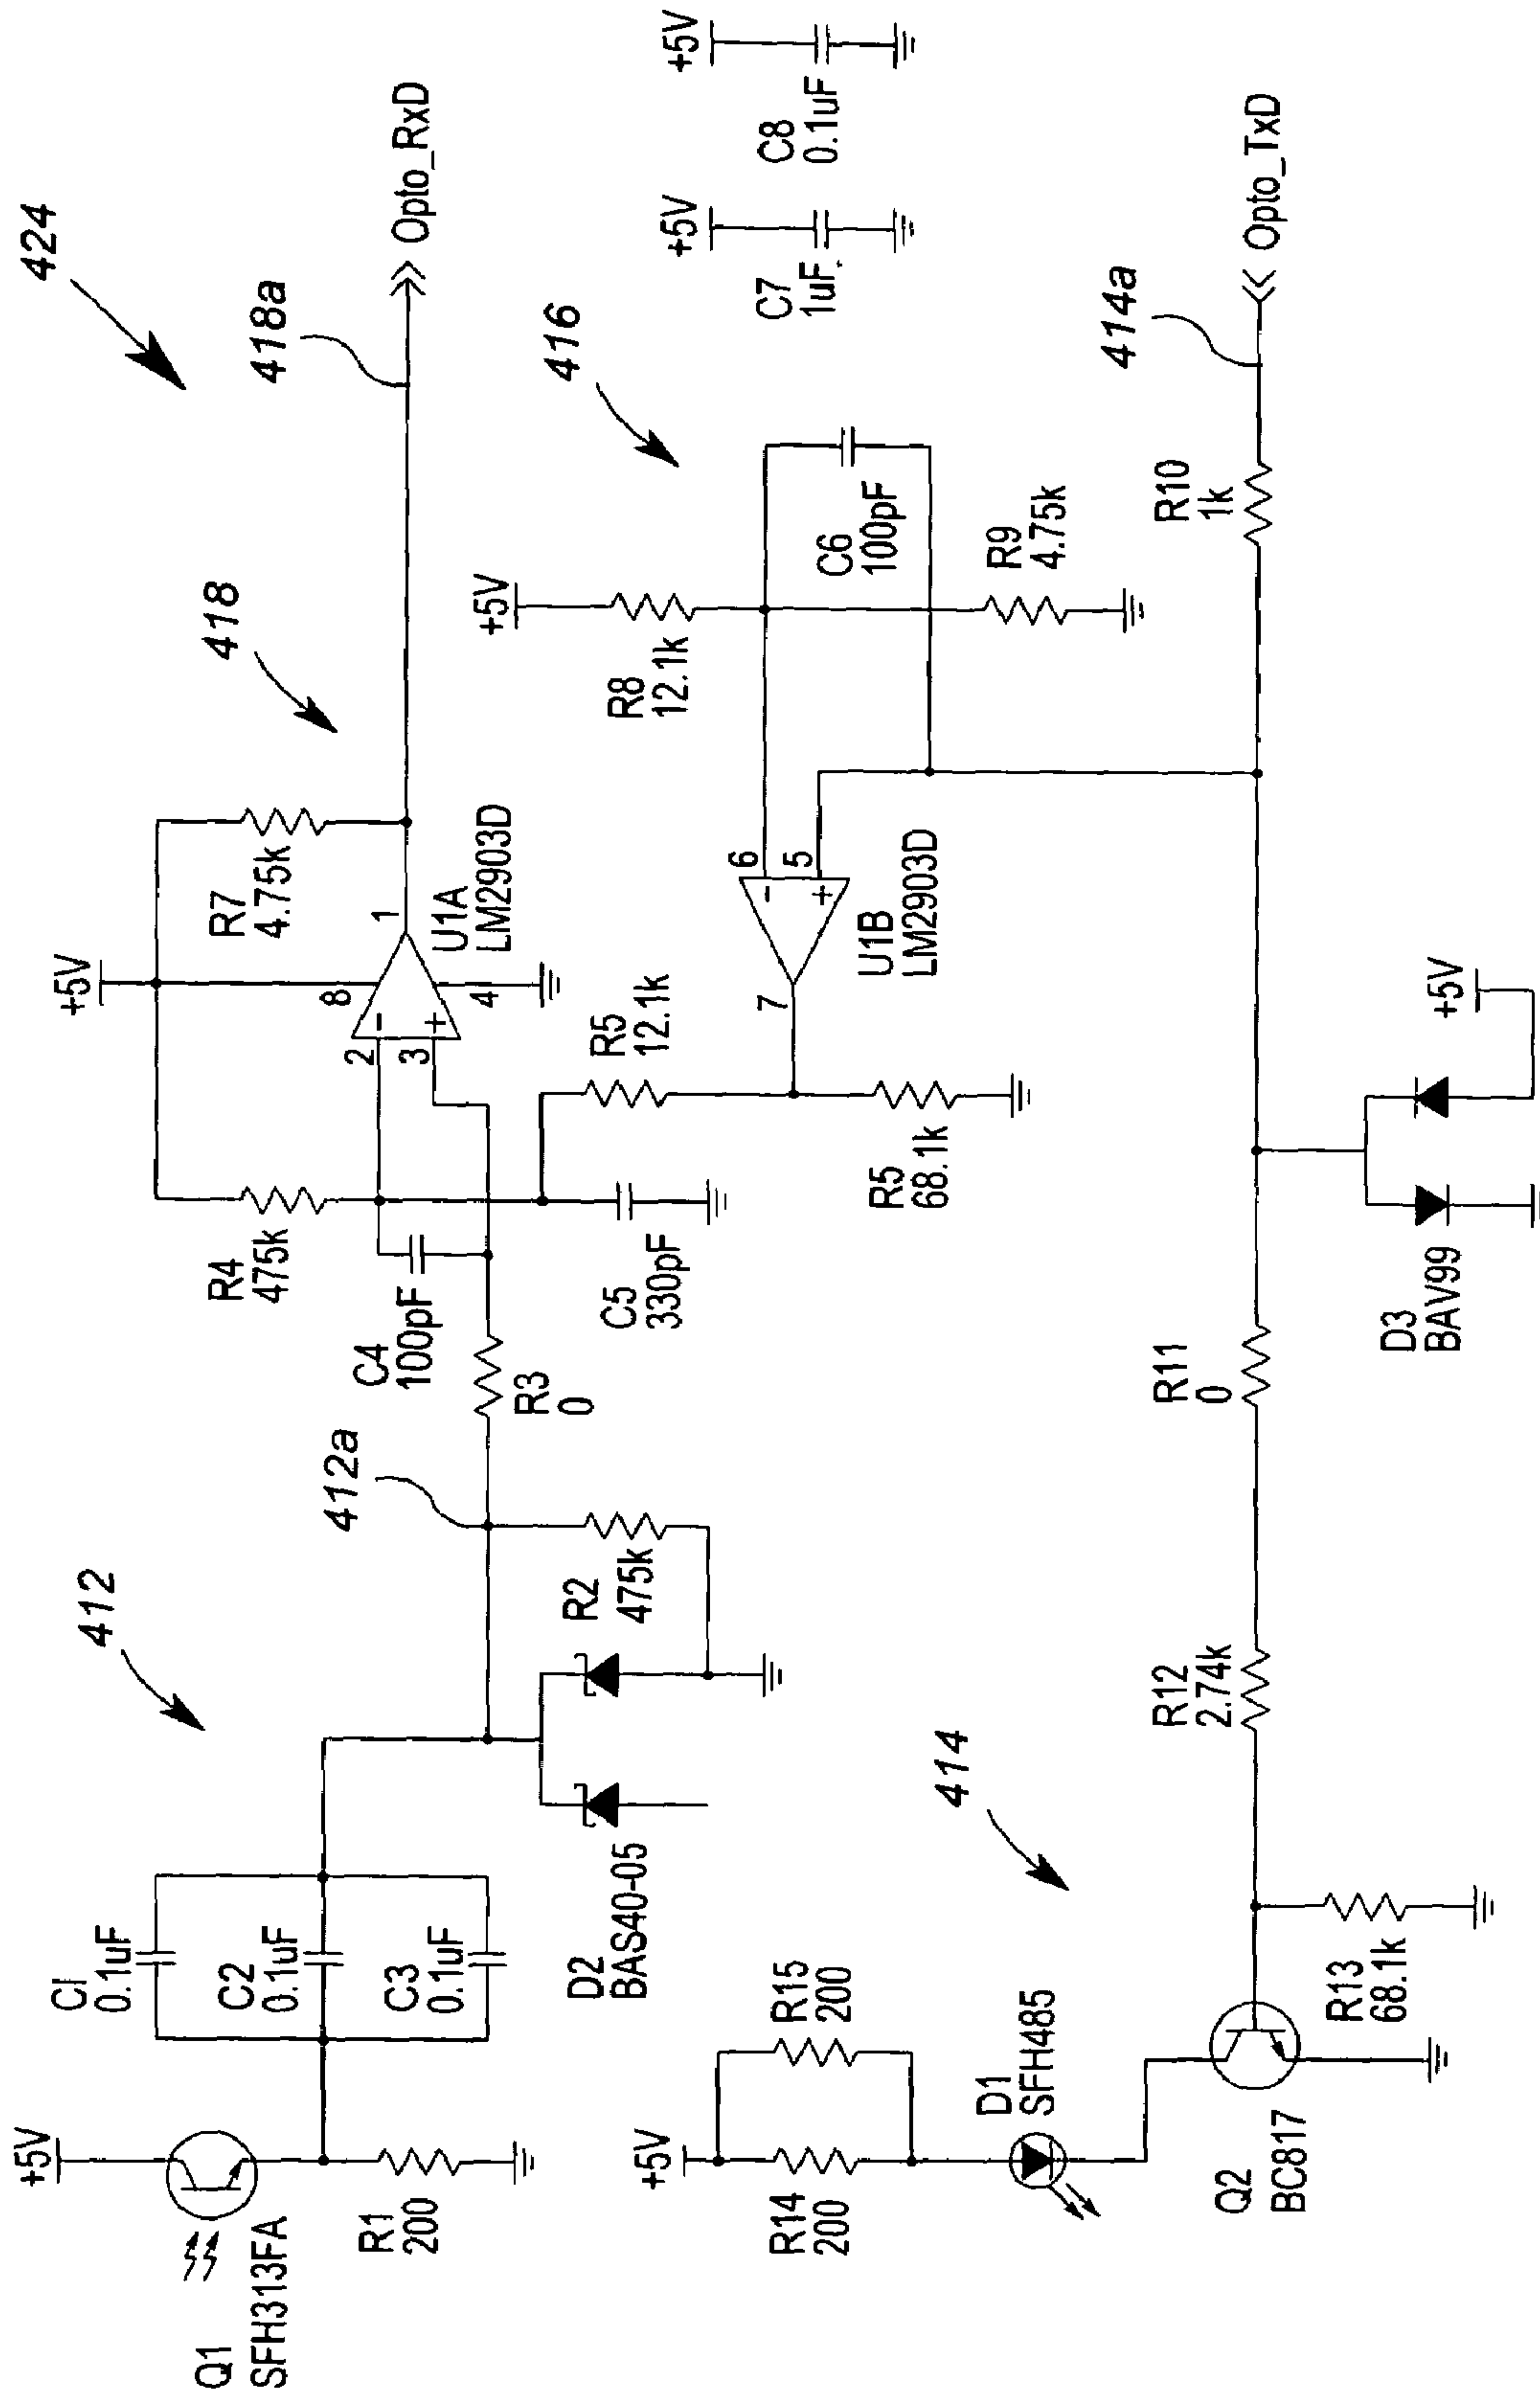 424
418a
Opto_RxD
418
+5V
R7
4.75k
8
1
2
-
3
+
4
U1A
LM2903D
R4
475k
C4
100pF
R3
0
412a
412
+5V
Q1
SFH313FA
R1
200
CI
0.1uF
C2
0.1uF
C3
0.1uF
D2
BAS40-05
R2
475k
C5
330pF
R5
12.1k
R5
68.1k
7
U1B
LM2903D
6
-
5
+
+5V
R8
12.1k
416
C6
100pF
R9
4.75k
+5V
C7
1uF
+5V
C8
0.1uF
414
+5V
R14
200
R15
200
D1
SFH485
Q2
BC817
R13
68.1k
R12
2.74k
R11
0
D3
BAV99
+5V
R10
1k
414a
Opto_TxD